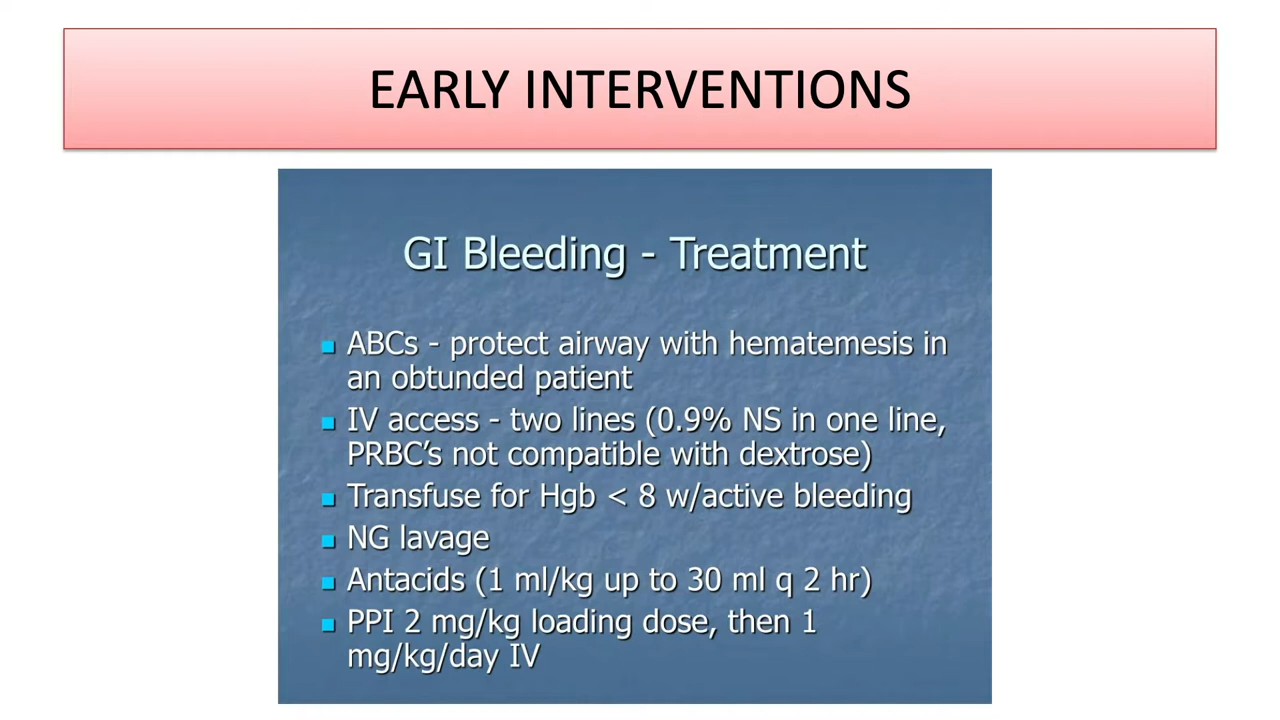 EARLY INTERVENTIONS
GI Bleeding - Treatment
ABCs - protect airway with hematemesis in
an obtunded patient
IV access - two lines (0.9% NS in one line,
PRBC’s not compatible with dextrose)
Transfuse for Hgb < 8 w/active bleeding
NG lavage
Antacids (1 ml/kg up to 30 ml q 2 hr)
PPI 2 mg/kg loading dose, then 1
mg/kg/day IV